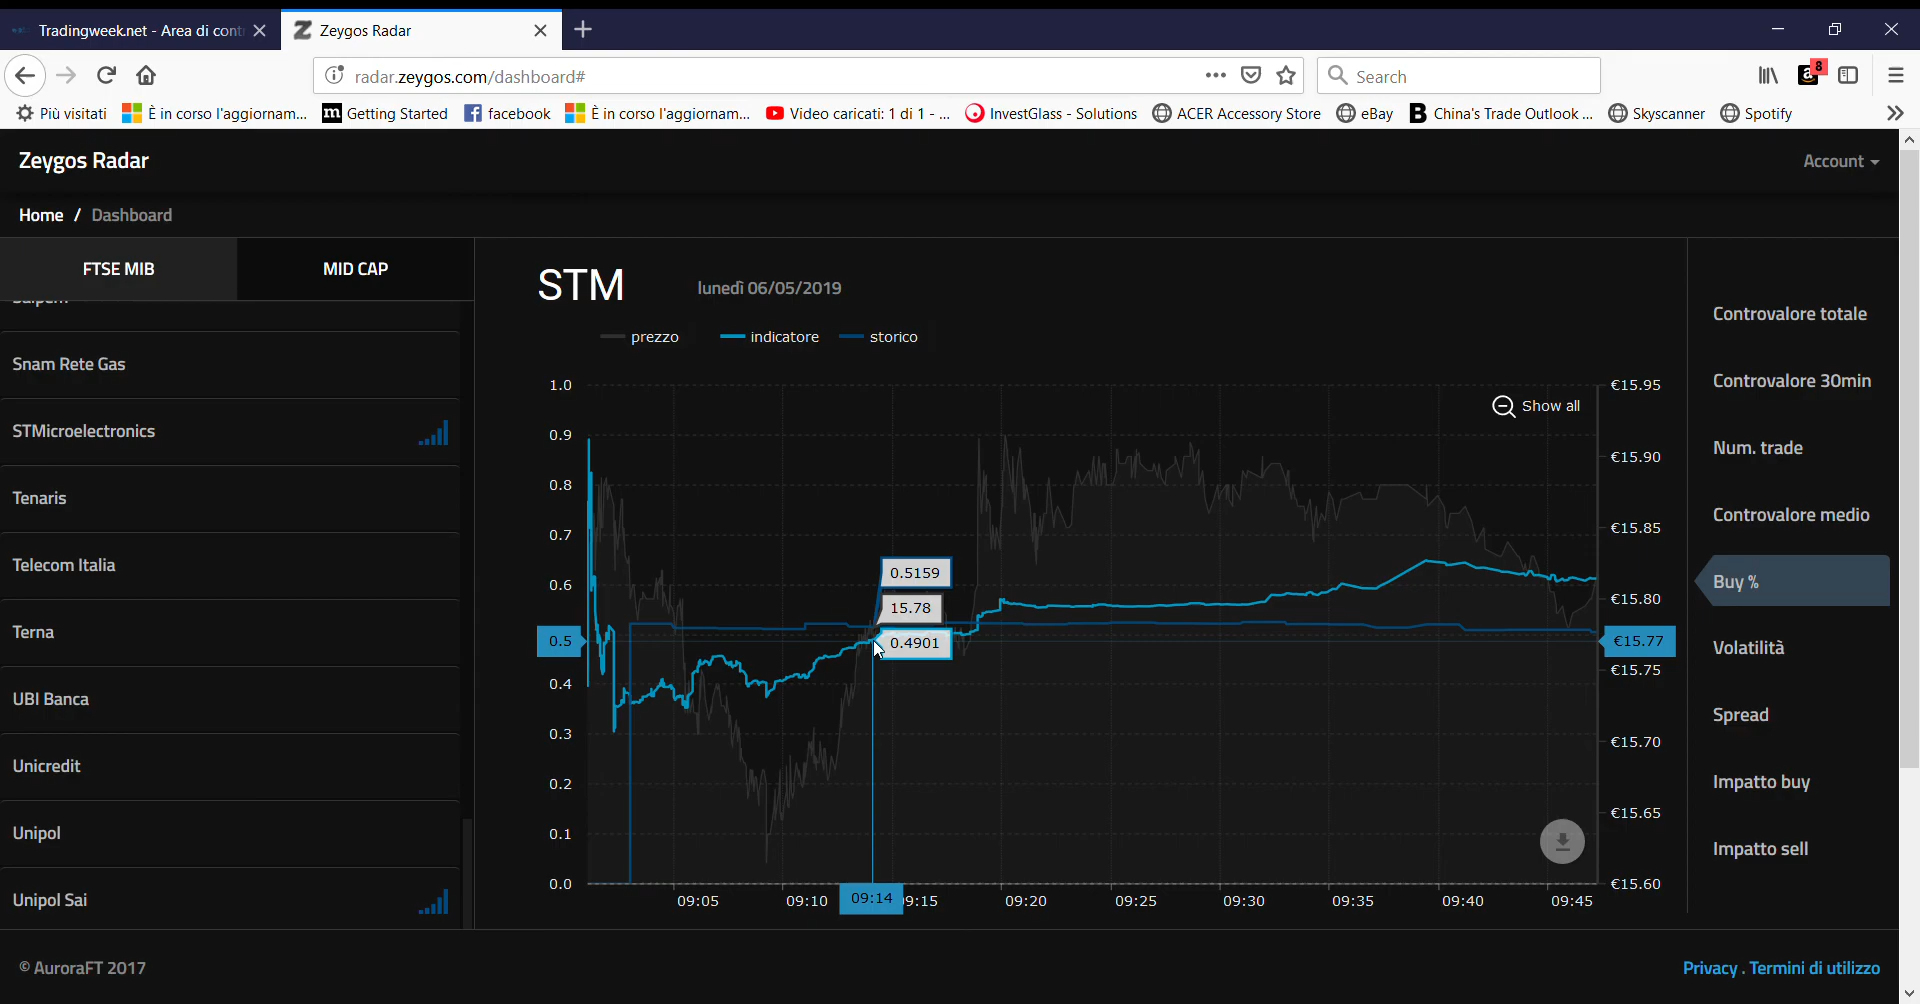 Tradingweek.net - Area di cont
Zeygos Radar
radar.zeygos.com/dashboard#
Search
8
Più visitati
È in corso l'aggiornam...
Getting Started
facebook
È in corso l'aggiornam...
Video caricati: 1 di 1 - ...
InvestGlass - Solutions
ACER Accessory Store
eBay
China's Trade Outlook ...
Skyscanner
Spotify
Zeygos Radar
Account
Home / Dashboard
FTSE MIB
MID CAP
Snam Rete Gas
STMicroelectronics
Tenaris
Telecom Italia
Terna
UBI Banca
Unicredit
Unipol
Unipol Sai
STM
lunedì 06/05/2019
prezzo
indicatore
storico
Show all
1.0
0.9
0.8
0.7
0.6
0.5
0.4
0.3
0.2
0.1
0.0
0.5159
15.78
0.4901
€15.95
€15.90
€15.85
€15.80
€15.77
€15.75
€15.70
€15.65
€15.60
09:05
09:10
09:14
9:15
09:20
09:25
09:30
09:35
09:40
09:45
Controvalore totale
Controvalore 30min
Num. trade
Controvalore medio
Buy %
Volatilità
Spread
Impatto buy
Impatto sell
© AuroraFT 2017
Privacy . Termini di utilizzo